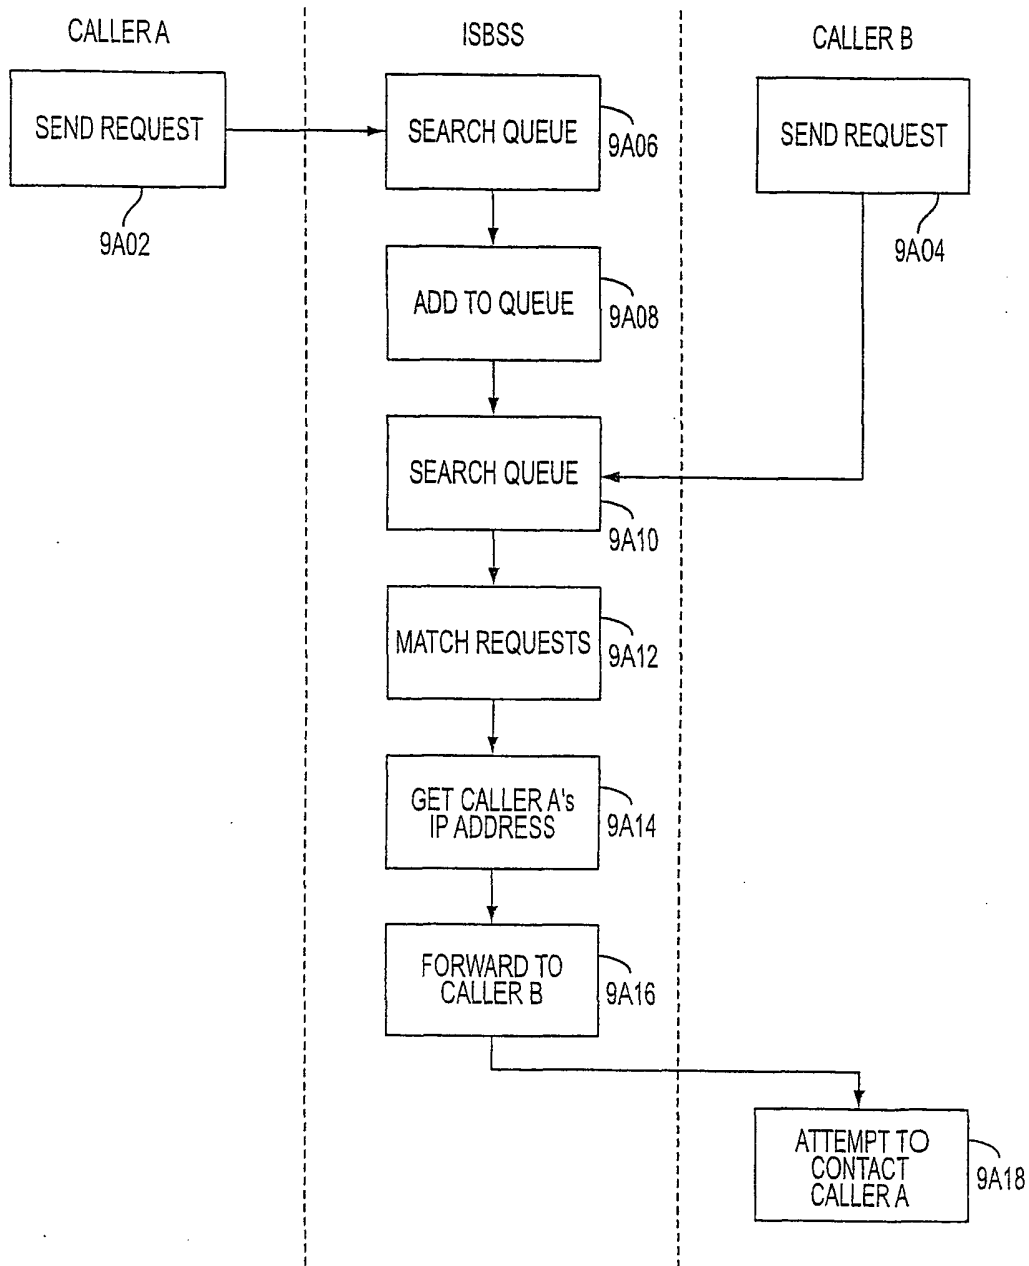 CALLER A
ISBSS
CALLER B
SEND REQUEST
9A02
SEARCH QUEUE
9A06
SEND REQUEST
9A04
ADD TO QUEUE
9A08
SEARCH QUEUE
9A10
MATCH REQUESTS
9A12
GET CALLER A's
IP ADDRESS
9A14
FORWARD TO
CALLER B
9A16
ATTEMPT TO
CONTACT
CALLER A
9A18